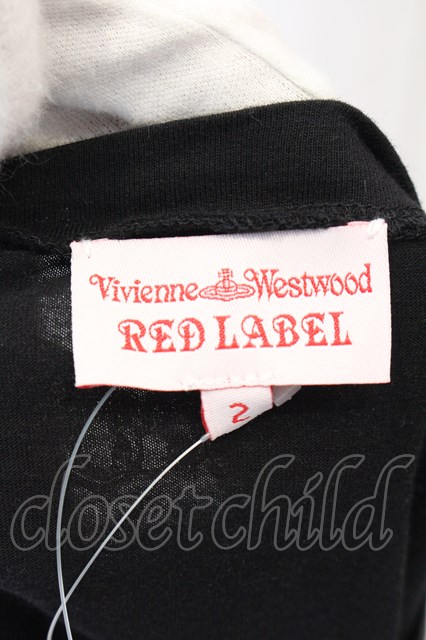 Vivienne Westwood
RED LABEL
2
closetchild